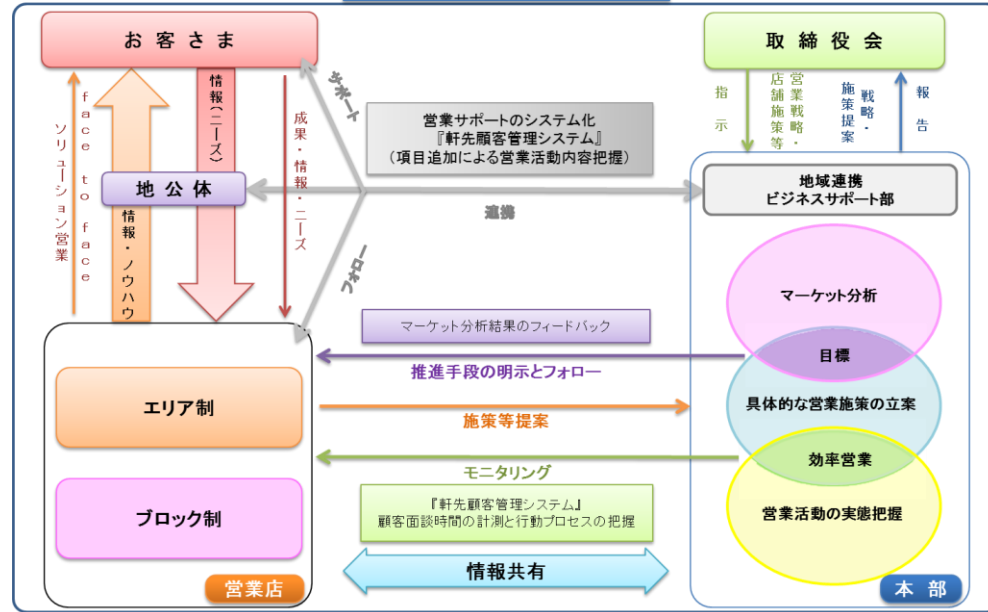 お客さま
取締役会
face to face
ソリューション営業
情報・ノウハウ
情報(ニーズ)
成果・情報・ニーズ
地公体
サポート
営業サポートのシステム化
『軒先顧客管理システム』
（項目追加による営業活動内容把握）
連携
フォロー
指示
営業戦略・
店舗施策等
戦略・
施策提案
報告
地域連携
ビジネスサポート部
マーケット分析
目標
具体的な営業施策の立案
効率営業
営業活動の実態把握
マーケット分析結果のフィードバック
推進手段の明示とフォロー
施策等提案
モニタリング
『軒先顧客管理システム』
顧客面談時間の計測と行動プロセスの把握
情報共有
エリア制
ブロック制
営業店
本部